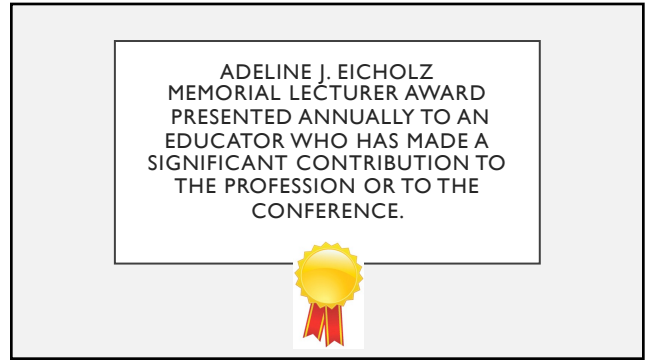 ADELINE J. EICHOLZ
MEMORIAL LECTURER AWARD
PRESENTED ANNUALLY TO AN
EDUCATOR WHO HAS MADE A
SIGNIFICANT CONTRIBUTION TO
THE PROFESSION OR TO THE
CONFERENCE.